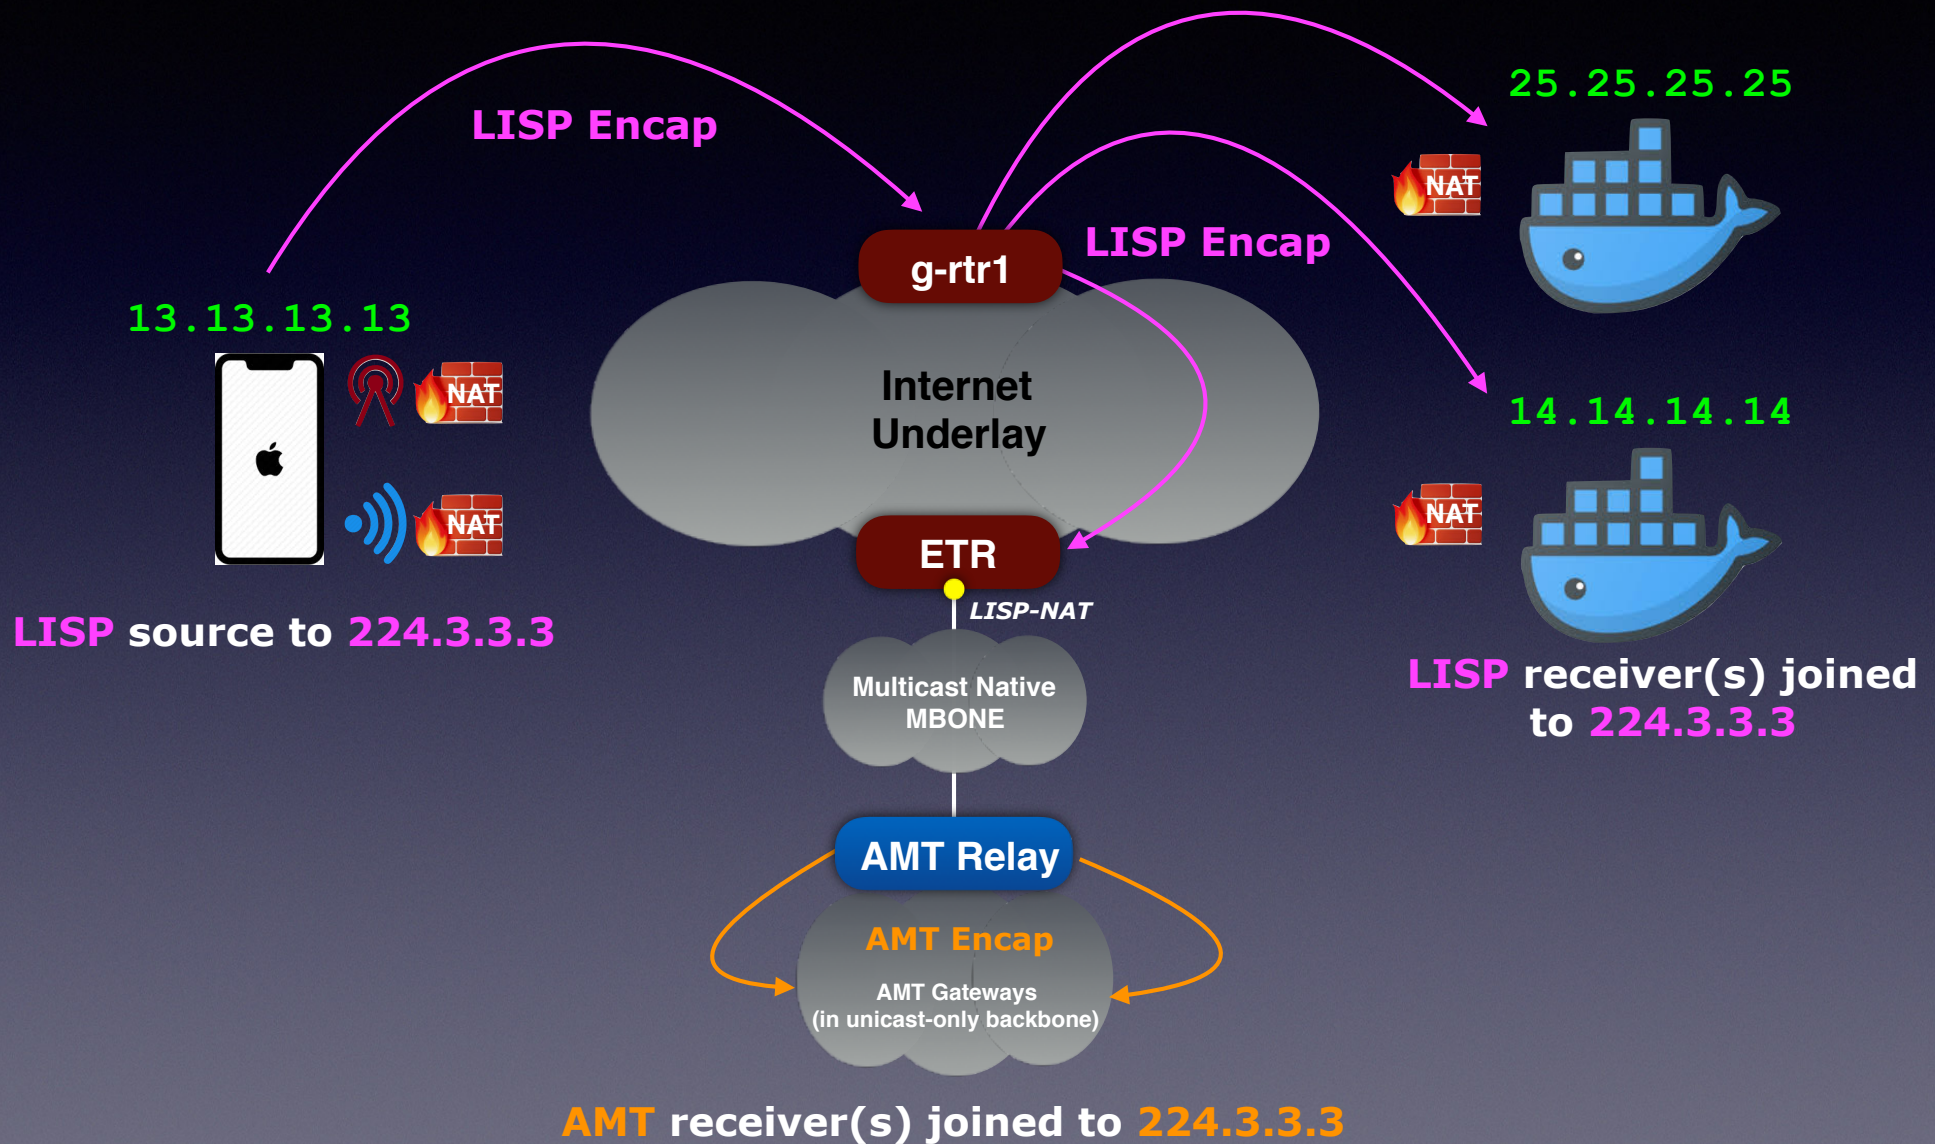 25.25.25.25
LISP Encap
NAT
LISP Encap
g-rtr1
13.13.13.13
NAT
Internet
Underlay
14.14.14.14
NAT
NAT
ETR
LISP-NAT
LISP source to 224.3.3.3
Multicast Native
MBONE
LISP receiver(s) joined
to 224.3.3.3
AMT Relay
AMT Encap
AMT Gateways
(in unicast-only backbone)
AMT receiver(s) joined to 224.3.3.3